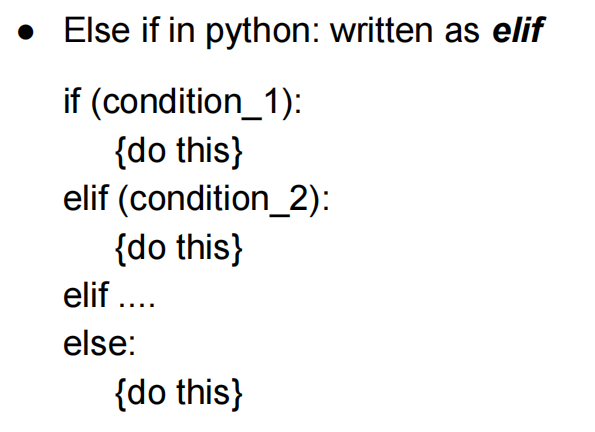 ● Else if in python: written as elif
if (condition_1):
{do this}
elif (condition_2):
{do this}
elif ....
else:
{do this}